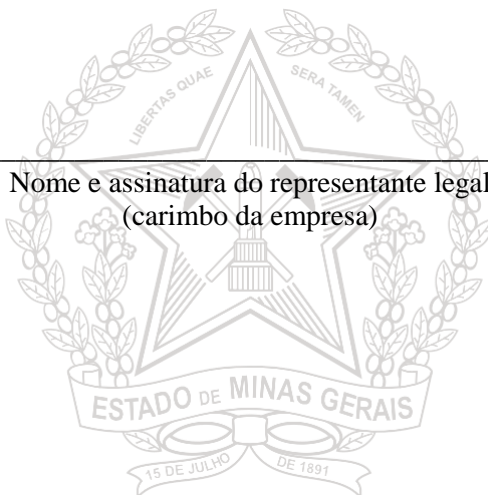 LIBERTAS QUAE SERA TAMEN
Nome e assinatura do representante legal
(carimbo da empresa)
ESTADO DE MINAS GERAIS
15 DE JULHO DE 1891